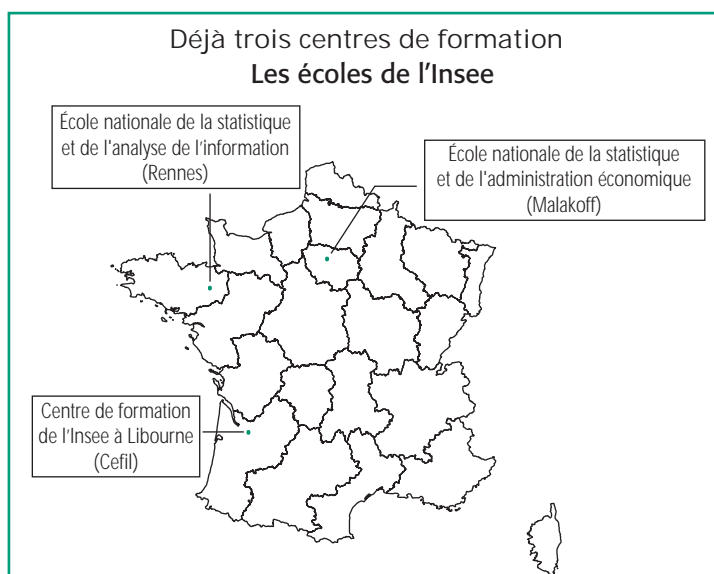 Déjà trois centres de formation
Les écoles de l'Insee
École nationale de la statistique
et de l'analyse de l'information
(Rennes)
École nationale de la statistique
et de l'administration économique
(Malakoff)
Centre de formation
de l'Insee à Libourne
(Cefil)